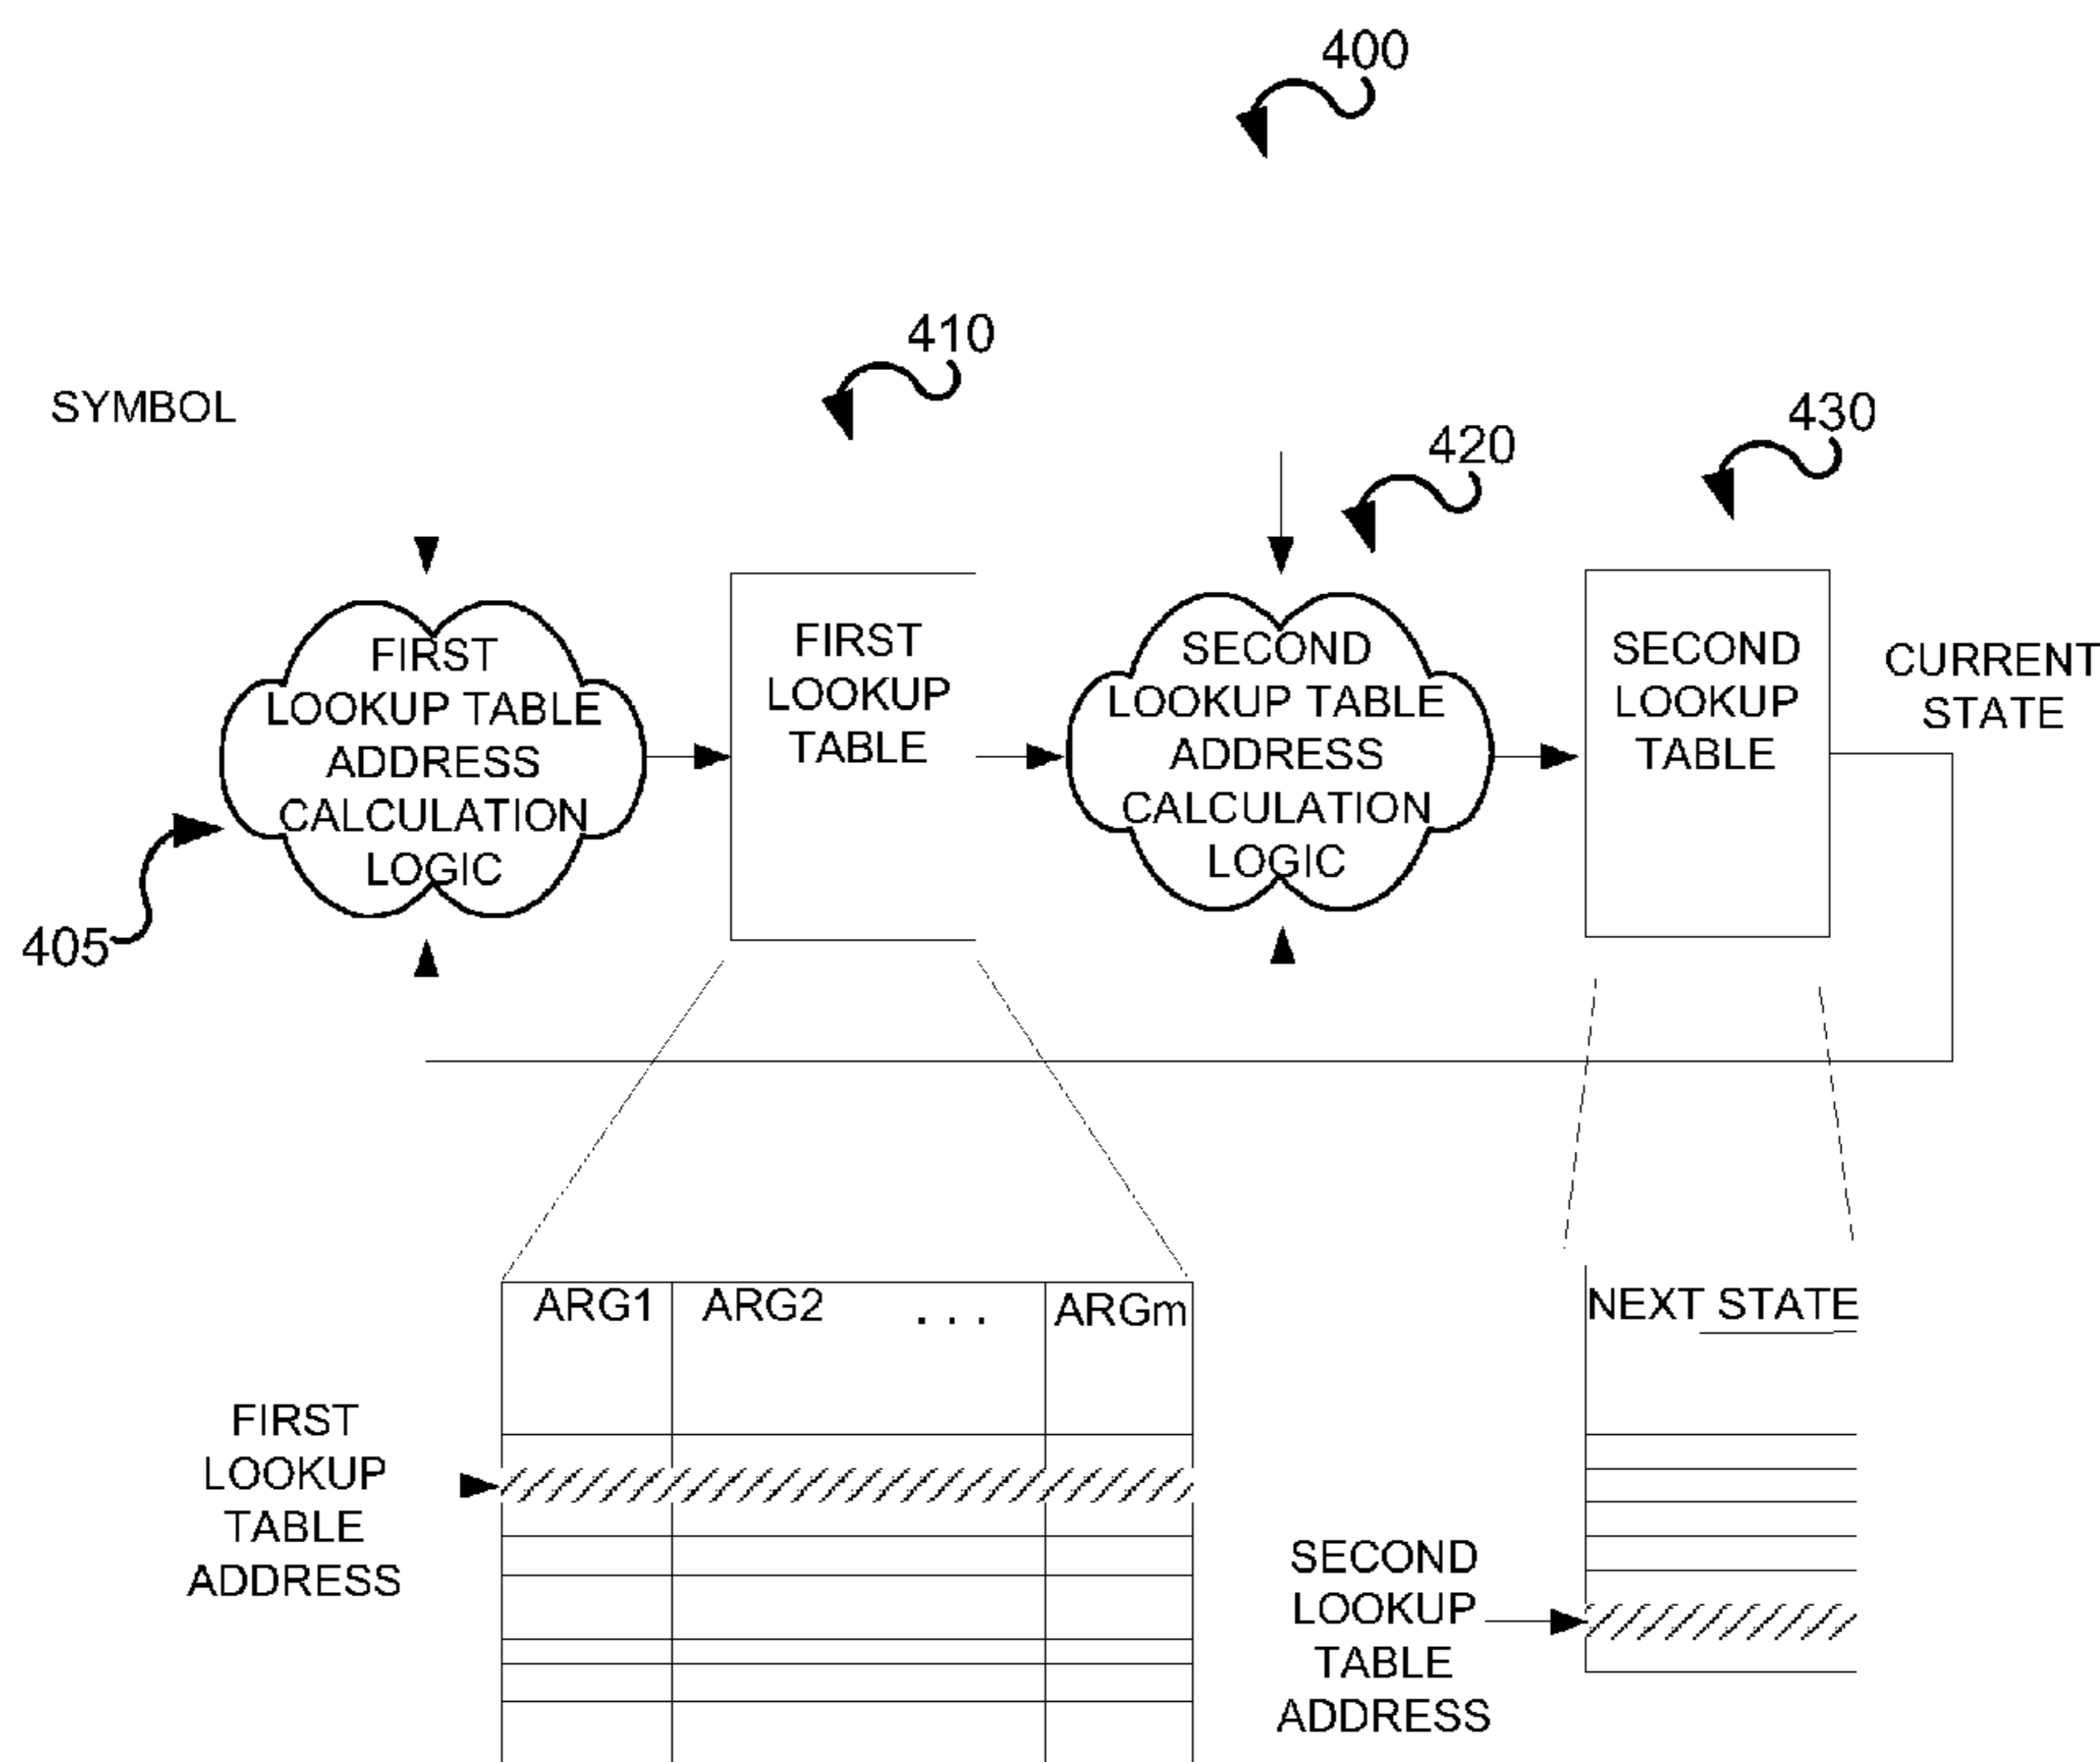 400
410
SYMBOL
430
420
FIRST
LOOKUP TABLE
ADDRESS
CALCULATION
LOGIC
405
FIRST
LOOKUP
TABLE
SECOND
LOOKUP TABLE
ADDRESS
CALCULATION
LOGIC
SECOND
LOOKUP
TABLE
CURRENT
STATE
ARG1
ARG2
. . .
ARGm
NEXT STATE
FIRST
LOOKUP
TABLE
ADDRESS
SECOND
LOOKUP
TABLE
ADDRESS